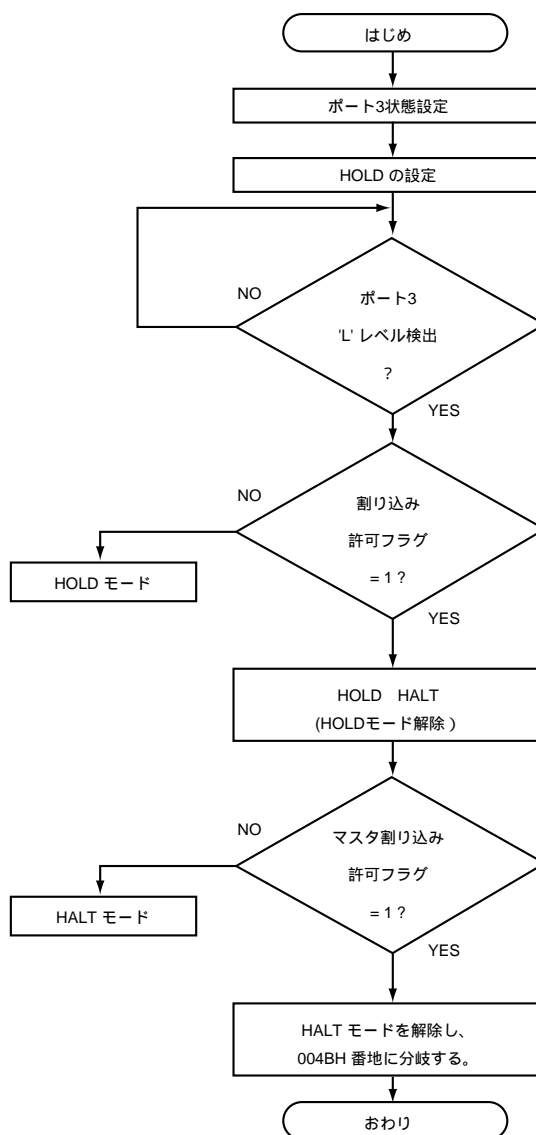 はじめ
ポート3状態設定
HOLD の設定
NO
ポート3
'L' レベル検出
?
YES
NO
割り込み
許可フラグ
= 1 ?
HOLD モード
YES
HOLD HALT
(HOLDモード解除 )
NO
マスタ割り込み
許可フラグ
= 1 ?
HALT モード
YES
HALT モードを解除し、
004BH 番地に分岐する。
おわり